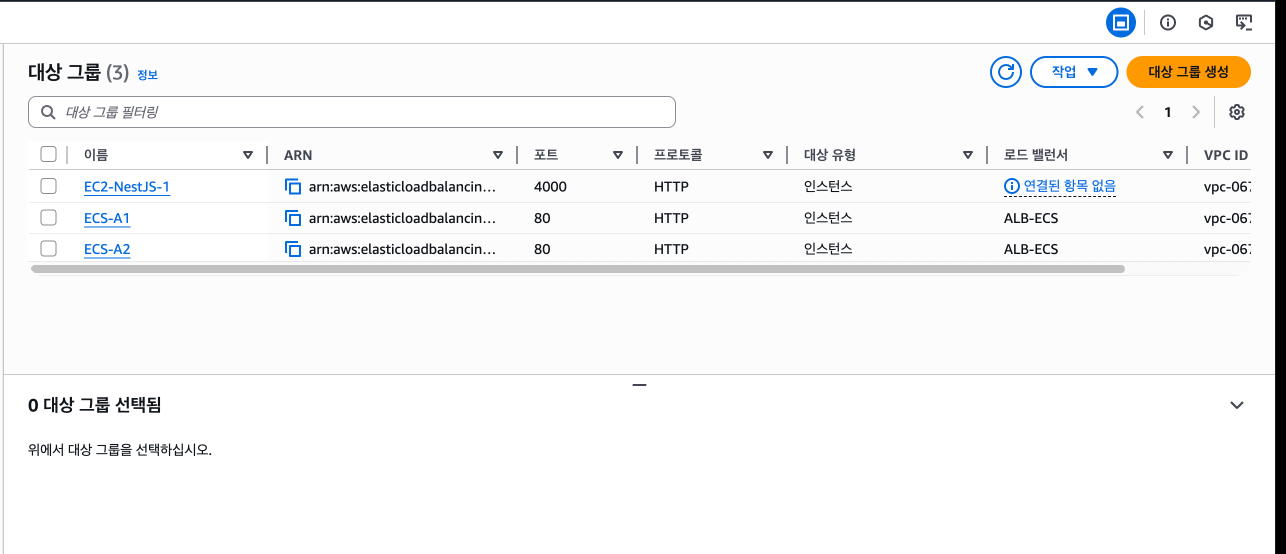 대상 그룹 (3) 정보
작업 ▼ 대상 그룹 생성
대상 그룹 필터링
1
이름 ARN 포트 프로토콜 대상 유형 로드 밸런서 VPC ID
EC2-NestJS-1 arn:aws:elasticloadbalancin... 4000 HTTP 인스턴스 연결된 항목 없음 vpc-067
ECS-A1 arn:aws:elasticloadbalancin... 80 HTTP 인스턴스 ALB-ECS vpc-067
ECS-A2 arn:aws:elasticloadbalancin... 80 HTTP 인스턴스 ALB-ECS vpc-067
0 대상 그룹 선택됨
위에서 대상 그룹을 선택하십시오.